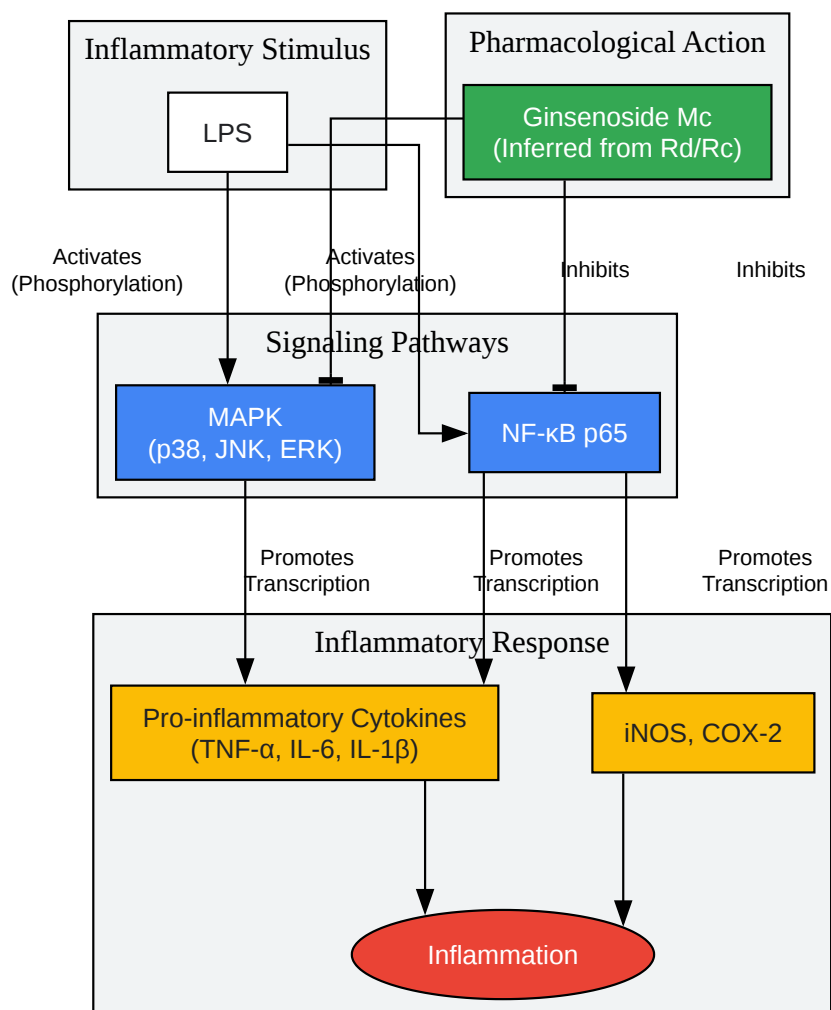 Inflammatory Stimulus
Pharmacological Action
LPS
Ginsenoside Mc
(Inferred from Rd/Rc)
Activates
(Phosphorylation)
Activates
(Phosphorylation)
Inhibits
Inhibits
Signaling Pathways
MAPK
(p38, JNK, ERK)
NF-κB p65
Promotes
Transcription
Promotes
Transcription
Promotes
Transcription
Inflammatory Response
Pro-inflammatory Cytokines
(TNF-α, IL-6, IL-1β)
iNOS, COX-2
Inflammation